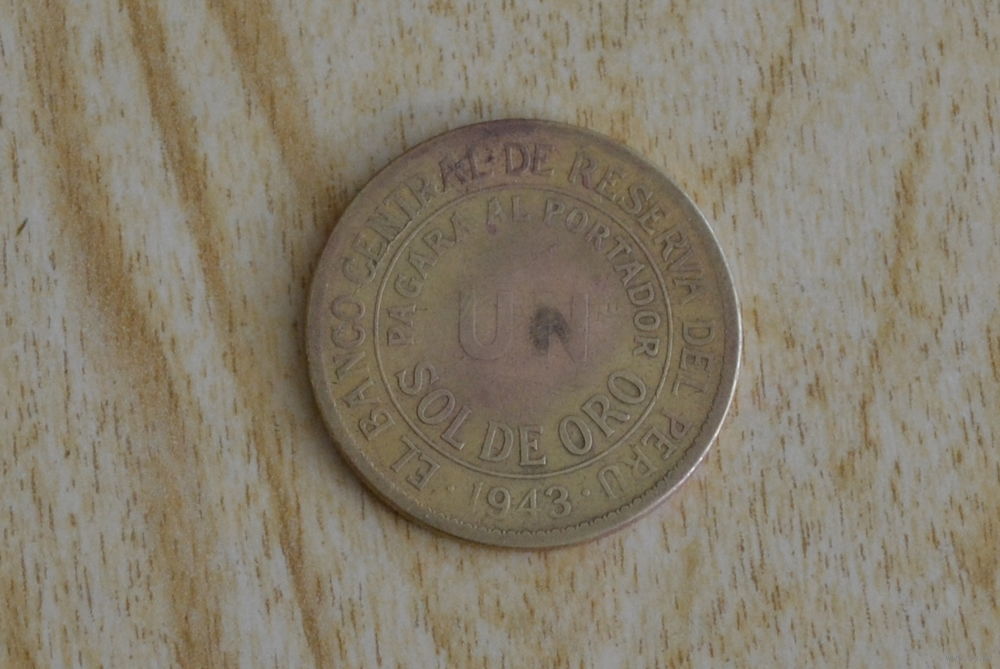 EL BANCO CENTRAL DE RESERVA DEL PERU
PAGARA AL PORTADOR
UN
SOL DE ORO
· 1943 ·